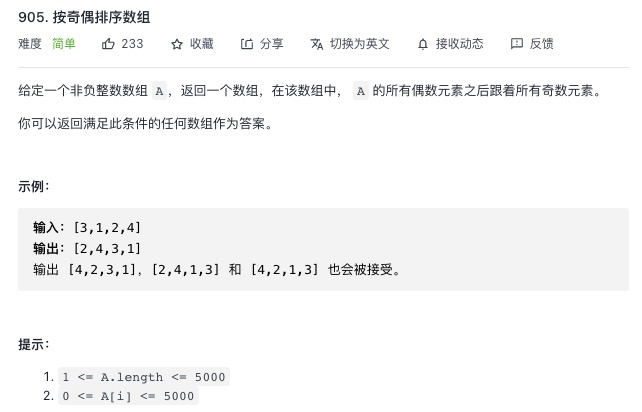 905. 按奇偶排序数组
难度 简单 233 收藏 分享 切换为英文 接收动态 反馈
给定一个非负整数数组 A，返回一个数组，在该数组中， A 的所有偶数元素之后跟着所有奇数元素。
你可以返回满足此条件的任何数组作为答案。
示例：
输入：[3,1,2,4]
输出：[2,4,3,1]
输出 [4,2,3,1]，[2,4,1,3] 和 [4,2,1,3] 也会被接受。
提示：
1. 1 <= A.length <= 5000
2. 0 <= A[i] <= 5000